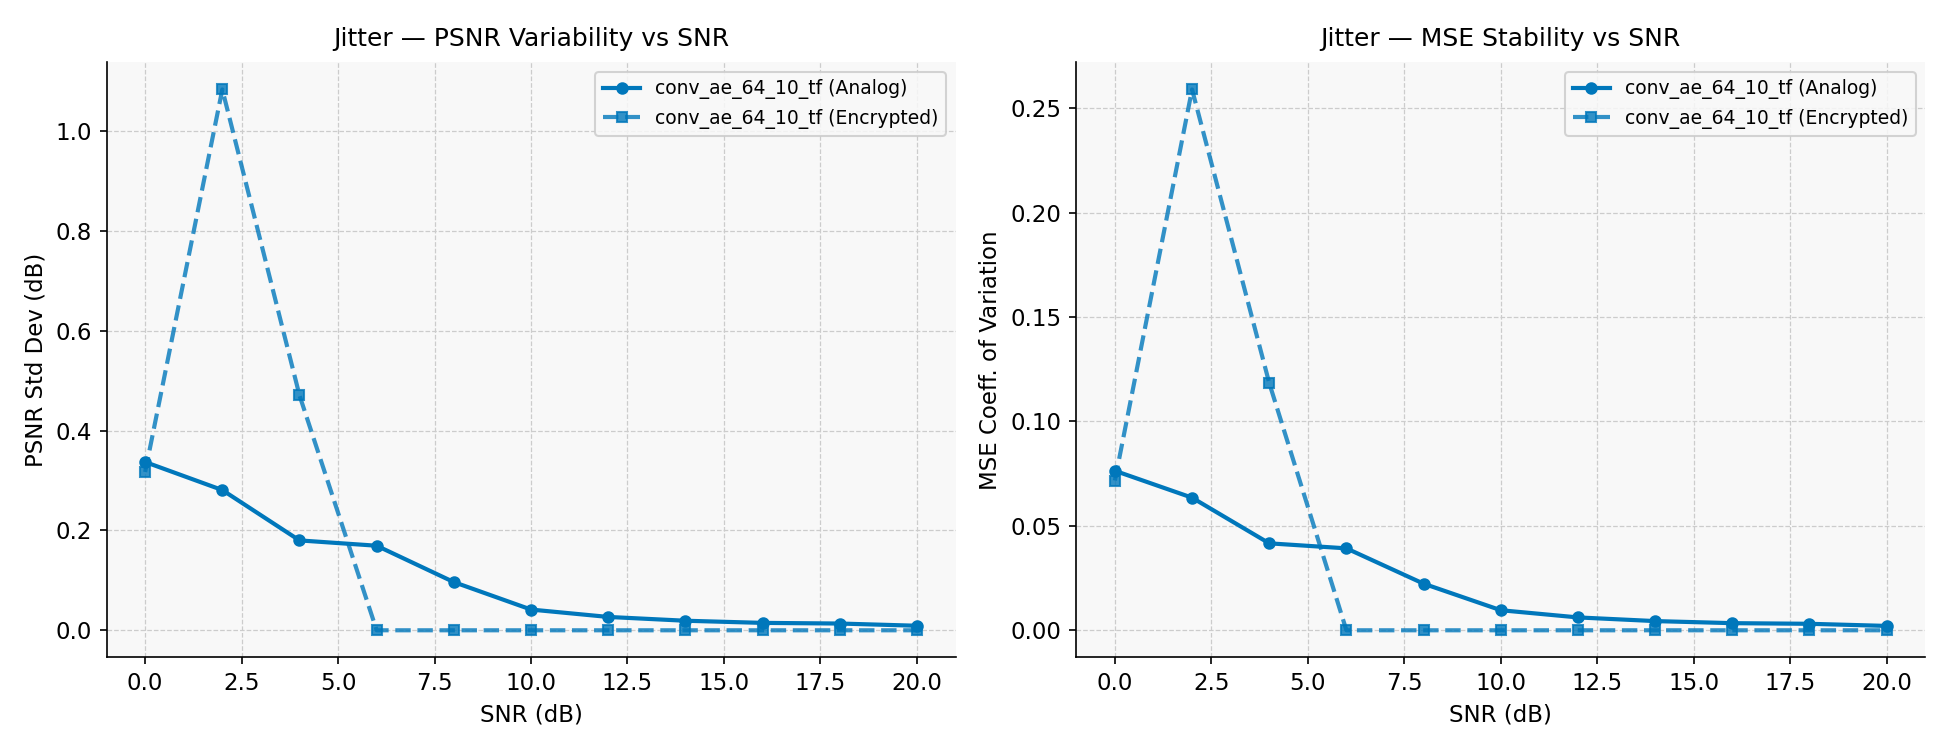 Jitter — PSNR Variability vs SNR
conv_ae_64_10_tf (Analog)
conv_ae_64_10_tf (Encrypted)
PSNR Std Dev (dB)
1.0
0.8
0.6
0.4
0.2
0.0
0.0 2.5 5.0 7.5 10.0 12.5 15.0 17.5 20.0
SNR (dB)
Jitter — MSE Stability vs SNR
conv_ae_64_10_tf (Analog)
conv_ae_64_10_tf (Encrypted)
MSE Coeff. of Variation
0.25
0.20
0.15
0.10
0.05
0.00
0.0 2.5 5.0 7.5 10.0 12.5 15.0 17.5 20.0
SNR (dB)